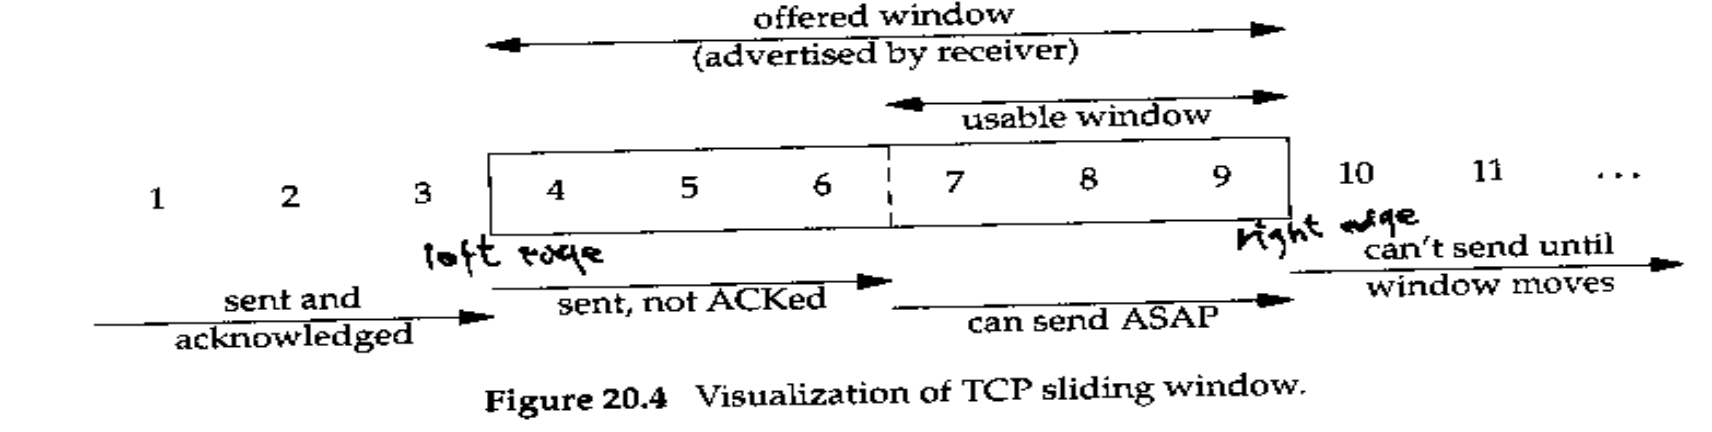 offered window
(advertised by receiver)
usable window
1 2 3 4 5 6 7 8 9 10 11 ...
left edge
right edge
sent and
acknowledged
sent, not ACKed
can send ASAP
can't send until
window moves
Figure 20.4 Visualization of TCP sliding window.